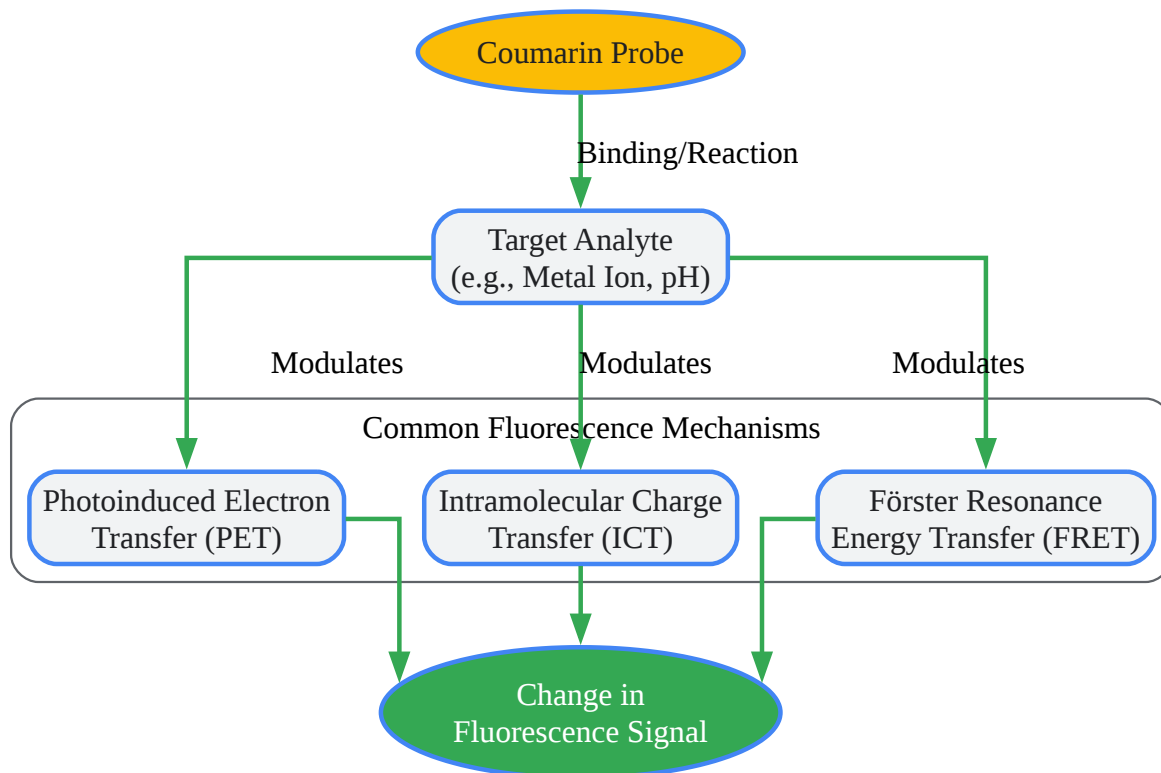 Coumarin Probe
Binding/Reaction
Target Analyte
(e.g., Metal Ion, pH)
Modulates
Modulates
Modulates
Common Fluorescence Mechanisms
Photoinduced Electron
Transfer (PET)
Intramolecular Charge
Transfer (ICT)
Förster Resonance
Energy Transfer (FRET)
Change in
Fluorescence Signal